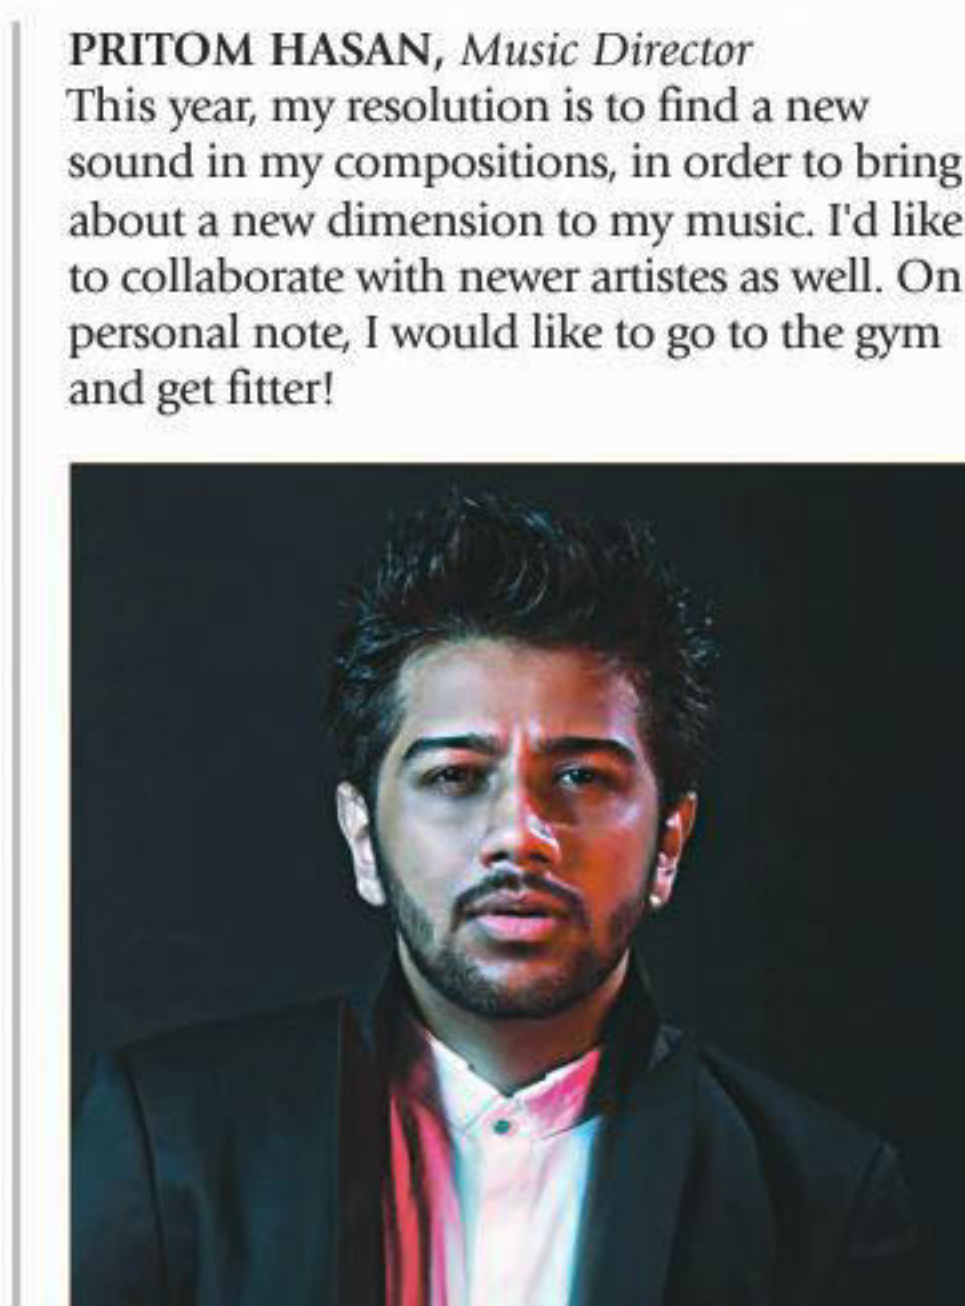 PRITOM HASAN, Music Director
This year, my resolution is to find a new
sound in my compositions, in order to bring
about a new dimension to my music. I'd like
to collaborate with newer artistes as well. On
personal note, I would like to go to the gym
and get fitter!